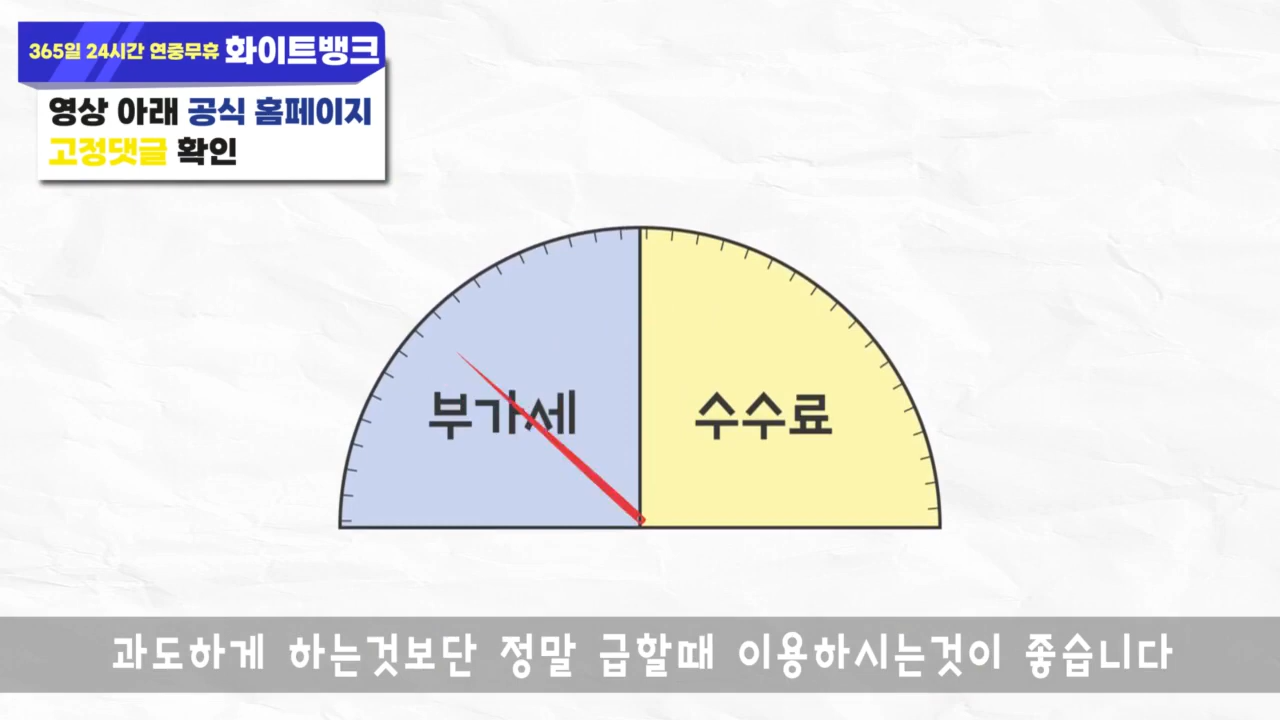 365일 24시간 연중무휴 화이트뱅크
영상 아래 공식 홈페이지
고정댓글 확인
부가세
수수료
과도하게 하는것보단 정말 급할때 이용하시는것이 좋습니다